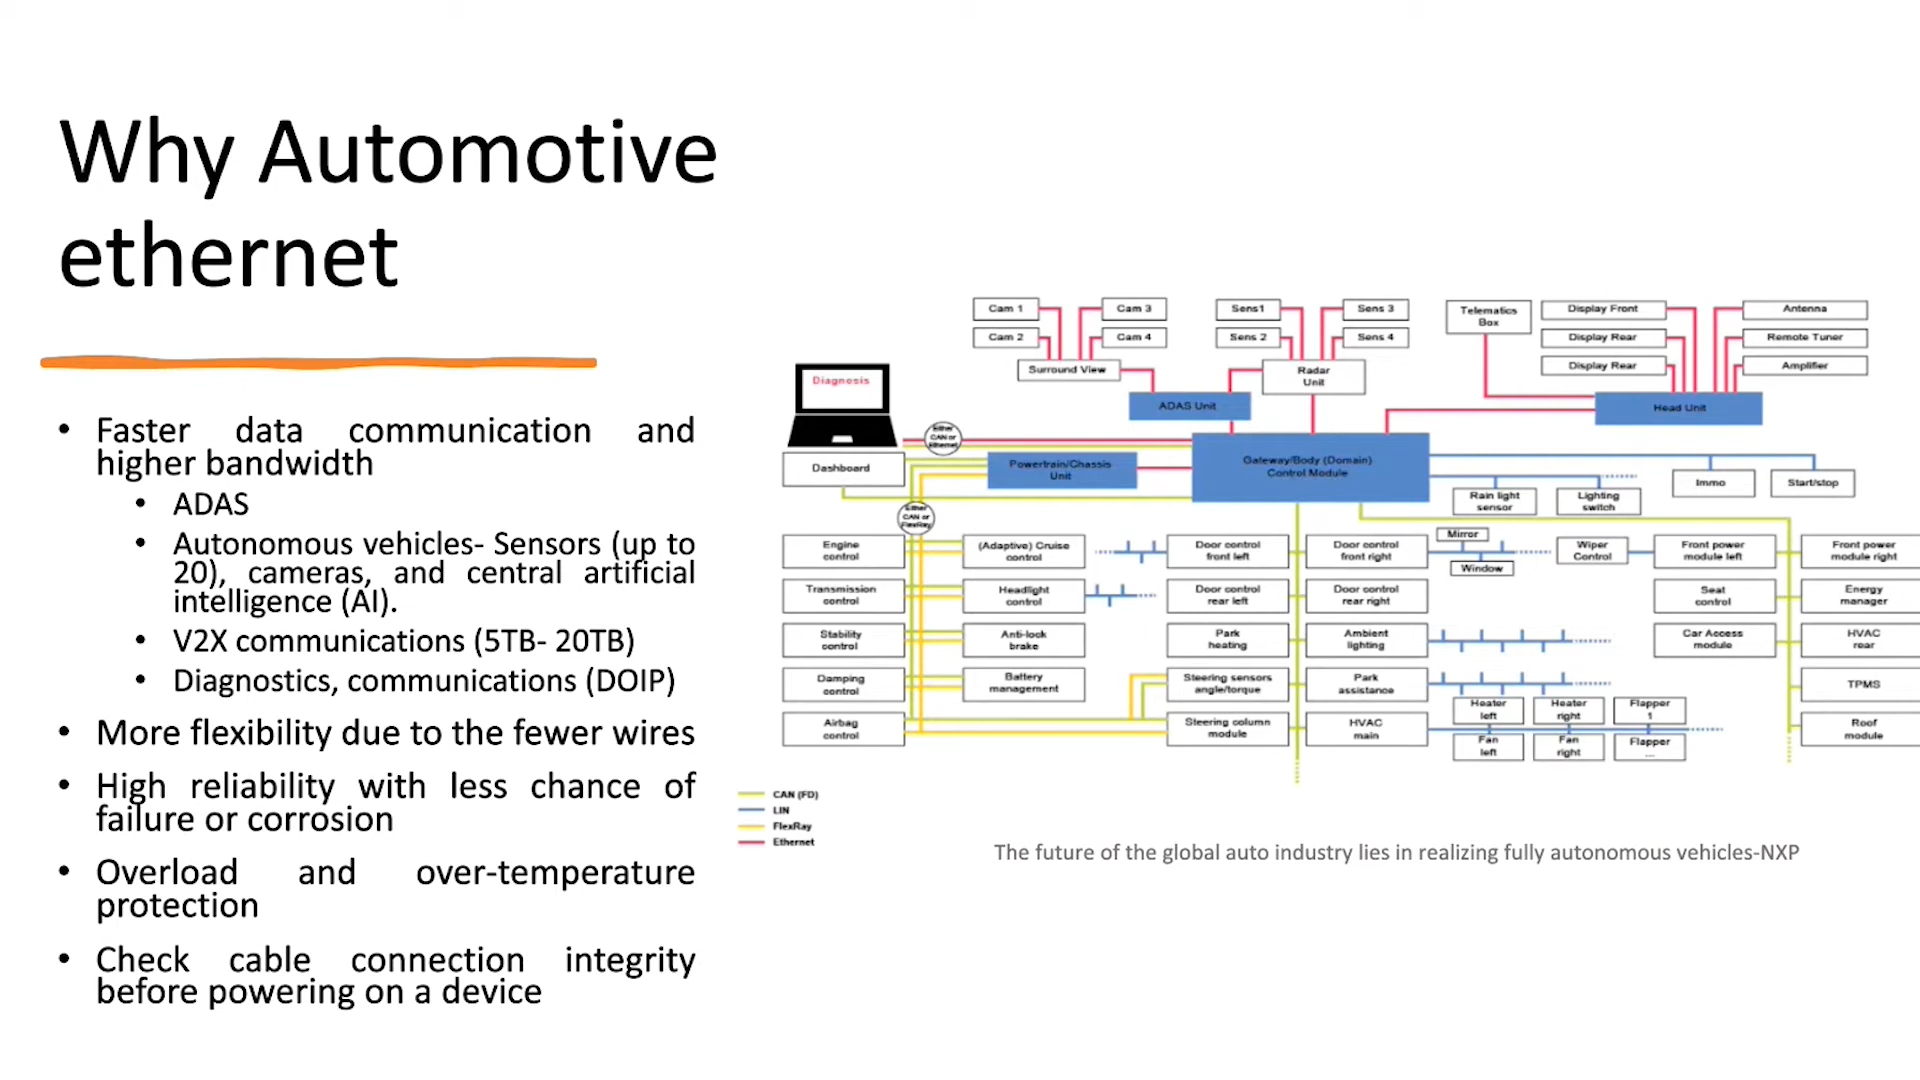 Why Automotive
ethernet
• Faster data communication and
higher bandwidth
• ADAS
• Autonomous vehicles- Sensors (up to
20), cameras, and central artificial
intelligence (AI).
• V2X communications (5TB- 20TB)
• Diagnostics, communications (DOIP)
• More flexibility due to the fewer wires
• High reliability with less chance of
failure or corrosion
• Overload and over-temperature
protection
• Check cable connection integrity
before powering on a device
Cam 1
Cam 3
Cam 2
Cam 4
Surround View
Sens1
Sens 3
Sens 2
Sens 4
Radar
Unit
Telematics
Box
Display Front
Display Rear
Display Rear
Antenna
Remote Tuner
Amplifier
Diagnosis
ADAS Unit
Head Unit
Either
CAN or
Ethernet
Dashboard
Powertrain/Chassis
Unit
Gateway/Body (Domain)
Control Module
Rain light
sensor
Lighting
switch
Immo
Start/stop
Either
CAN or
FlexRay
Engine
control
(Adaptive) Cruise
control
Door control
front left
Door control
front right
Mirror
Window
Wiper
Control
Front power
module left
Front power
module right
Transmission
control
Headlight
control
Door control
rear left
Door control
rear right
Seat
control
Energy
manager
Stability
control
Anti-lock
brake
Park
heating
Ambient
lighting
Car Access
module
HVAC
rear
Damping
control
Battery
management
Steering sensors
angle/torque
Park
assistance
TPMS
Airbag
control
Steering column
module
HVAC
main
Heater
left
Heater
right
Flapper
1
Fan
left
Fan
right
Flapper
...
Roof
module
CAN (FD)
LIN
FlexRay
Ethernet
The future of the global auto industry lies in realizing fully autonomous vehicles-NXP